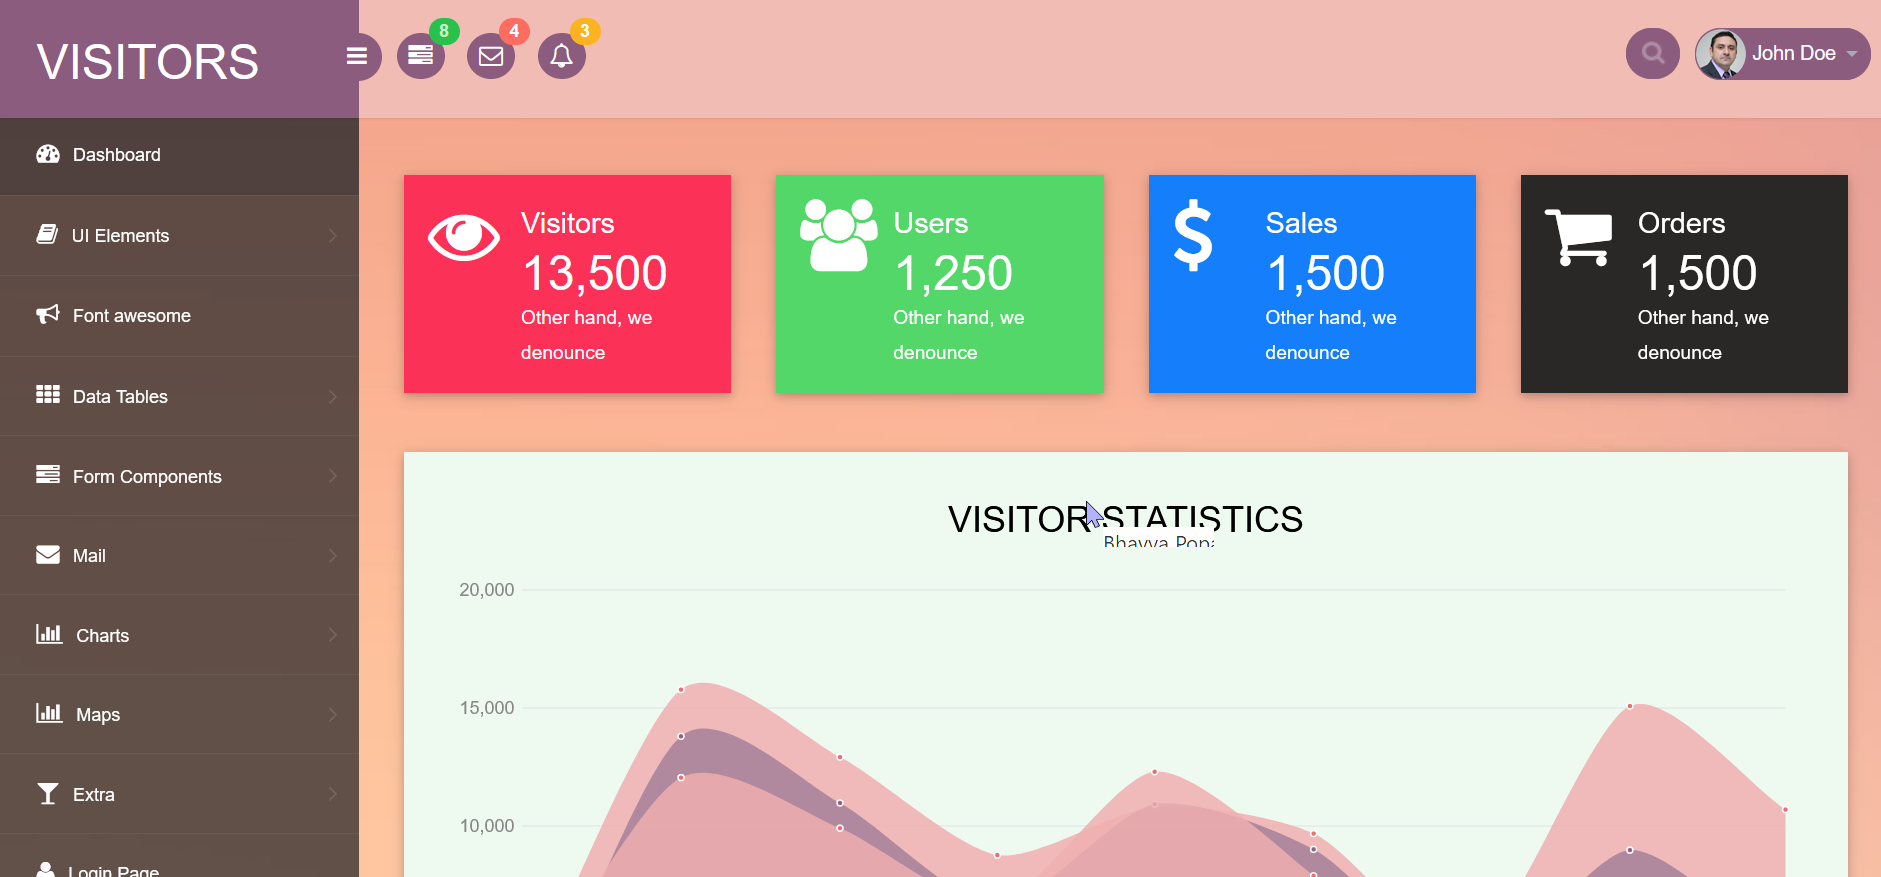 VISITORS
8
4
3
John Doe
Dashboard
UI Elements
Font awesome
Data Tables
Form Components
Mail
Charts
Maps
Extra
Login Page
Visitors
13,500
Other hand, we
denounce
Users
1,250
Other hand, we
denounce
Sales
1,500
Other hand, we
denounce
Orders
1,500
Other hand, we
denounce
VISITOR STATISTICS
Bhavya
20,000
15,000
10,000